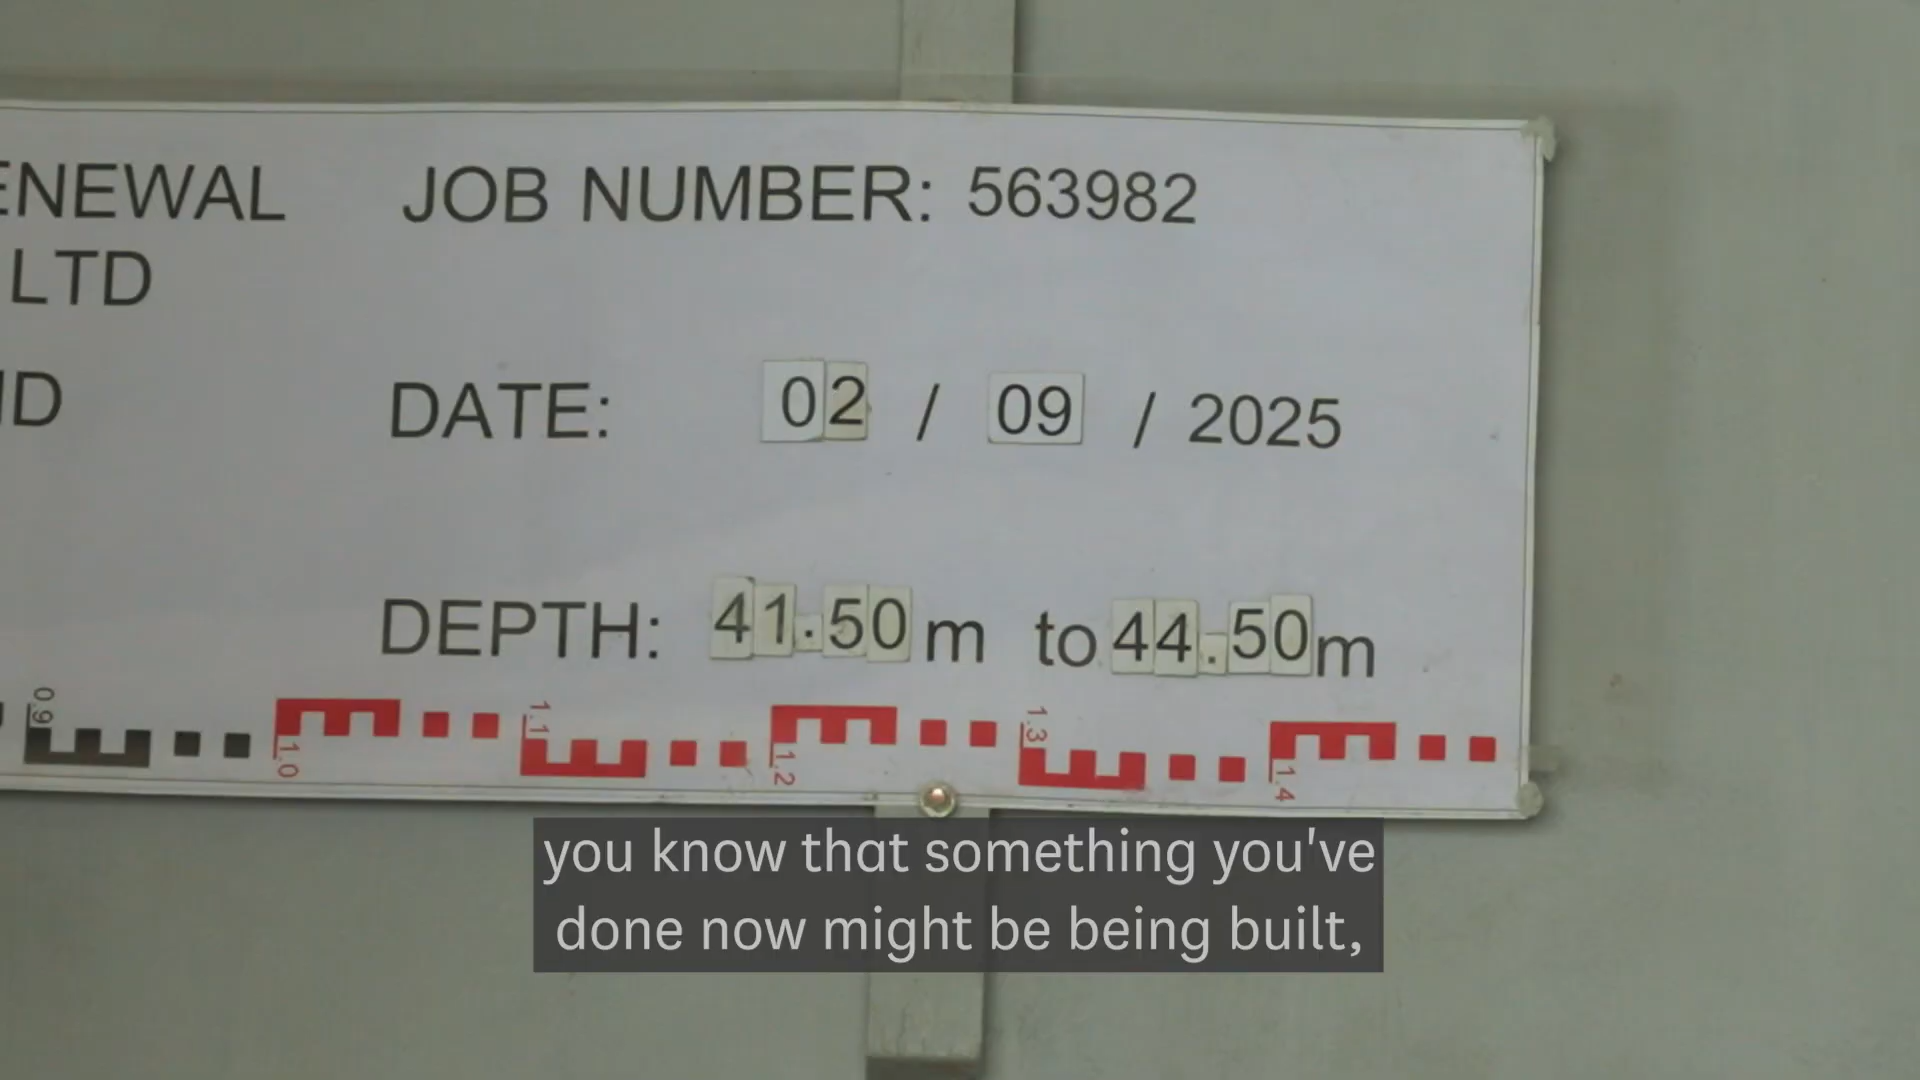 ENEWAL JOB NUMBER: 563982
LTD
ID DATE: 02 / 09 / 2025
DEPTH: 41.50 m to 44.50 m
0.9 1.0 1.1 1.2 1.3 1.4
you know that something you've
done now might be being built,